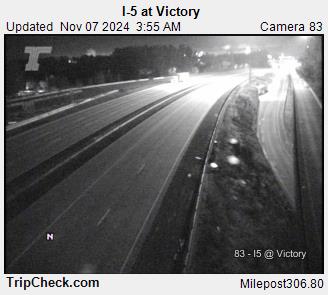 I-5 at Victory
Updated Nov 07 2024 3:55 AM Camera 83
T
N
83 - I5 @ Victory
TripCheck.com Milepost306.80